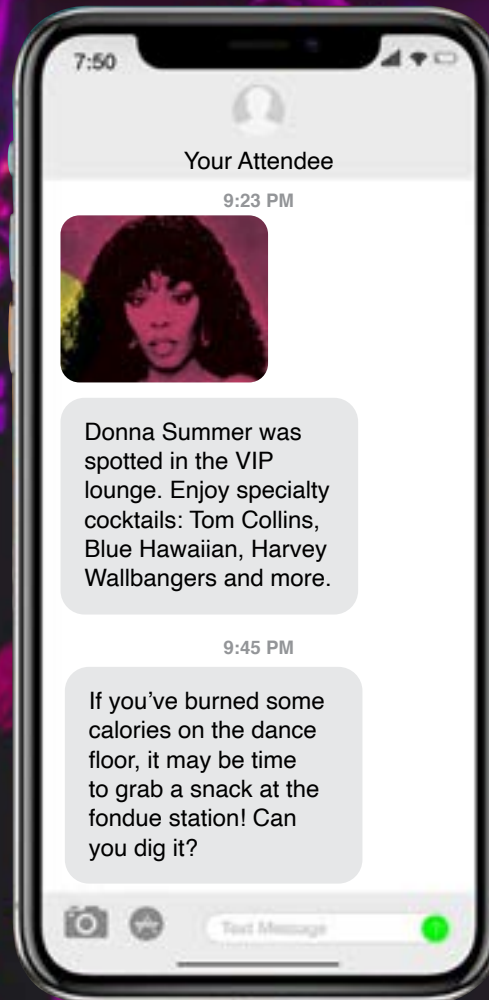 7:50
Your Attendee
9:23 PM
Donna Summer was
spotted in the VIP
lounge. Enjoy specialty
cocktails: Tom Collins,
Blue Hawaiian, Harvey
Wallbangers and more.
9:45 PM
If you’ve burned some
calories on the dance
floor, it may be time
to grab a snack at the
fondue station! Can
you dig it?
Text Message